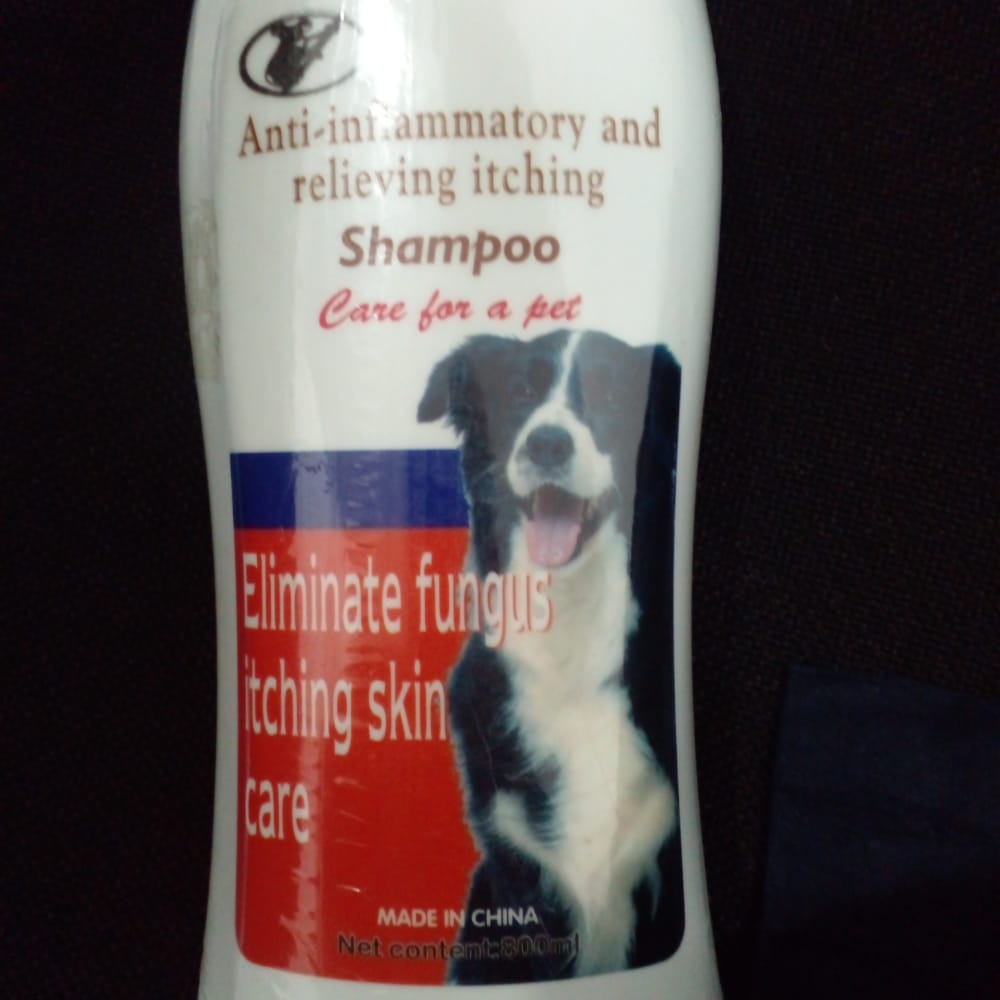 Anti-inflammatory and
relieving itching
Shampoo
Care for a pet
Eliminate fungus
itching skin
care
MADE IN CHINA
Net content:800ml